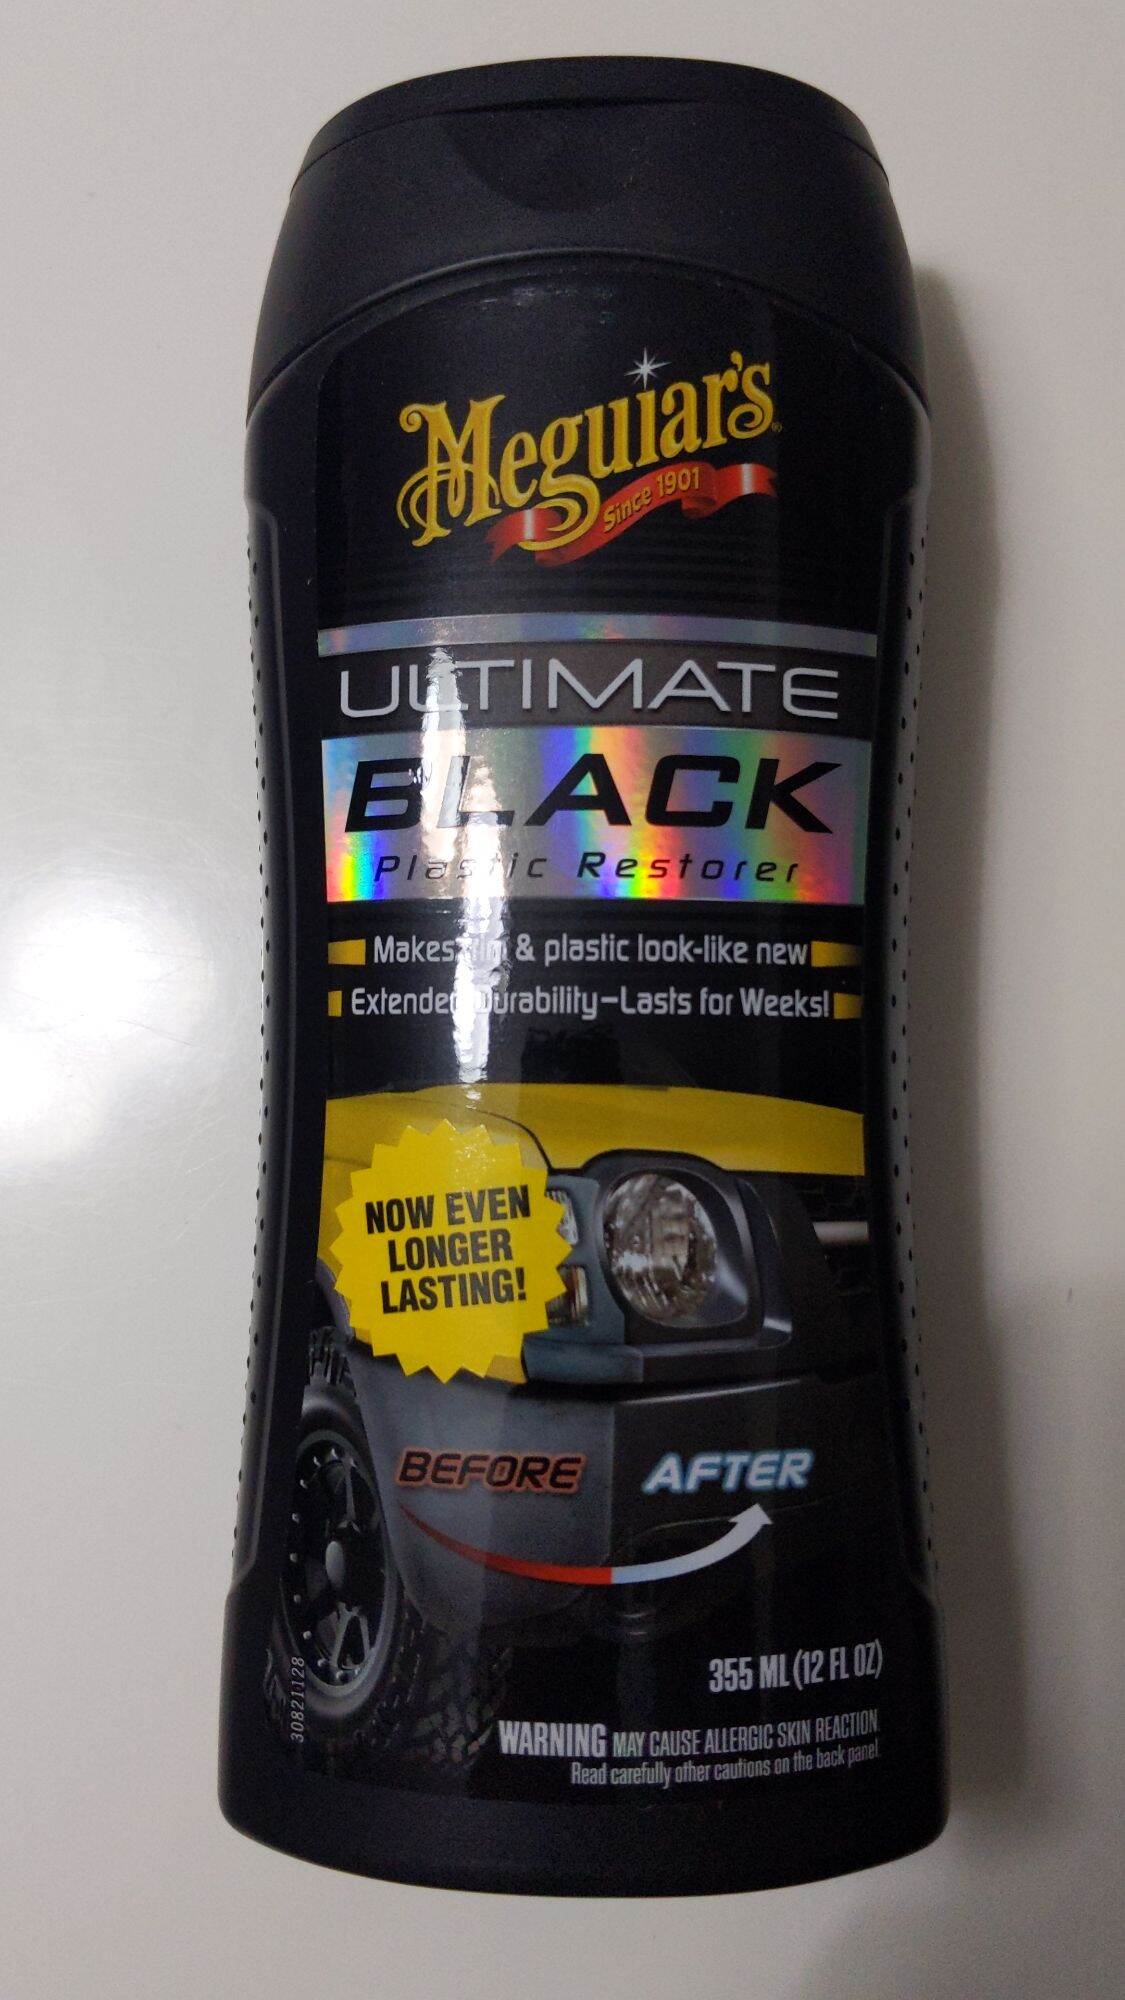 Meguiar's
Since 1901
ULTIMATE
BLACK
Plastic Restorer
Makes Trim & plastic look-like new
Extended Durability–Lasts for Weeks!
NOW EVEN
LONGER
LASTING!
BEFORE AFTER
355 ML (12 FL OZ)
30821128
WARNING MAY CAUSE ALLERGIC SKIN REACTION.
Read carefully other cautions on the back panel.